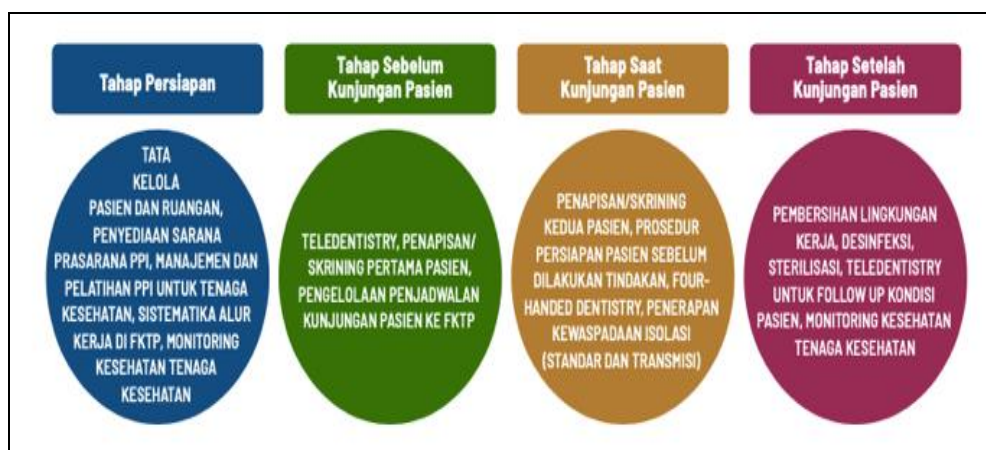 Tahap Persiapan
TATA
KELOLA
PASIEN DAN RUANGAN,
PENYEDIAAN SARANA
PRASARANA PPI, MANAJEMEN DAN
PELATIHAN PPI UNTUK TENAGA
KESEHATAN, SISTEMATIKA ALUR
KERJA DI FKTP, MONITORING
KESEHATAN TENAGA
KESEHATAN
Tahap Sebelum
Kunjungan Pasien
TELEDENTISTRY, PENAPISAN/
SKRINING PERTAMA PASIEN,
PENGELOLAAN PENJADWALAN
KUNJUNGAN PASIEN KE FKTP
Tahap Saat
Kunjungan Pasien
PENAPISAN/SKRINING
KEDUA PASIEN, PROSEDUR
PERSIAPAN PASIEN SEBELUM
DILAKUKAN TINDAKAN, FOUR-
HANDED DENTISTRY, PENERAPAN
KEWASPADAAN ISOLASI
(STANDAR DAN TRANSMISI)
Tahap Setelah
Kunjungan Pasien
PEMBERSIHAN LINGKUNGAN
KERJA, DESINFEKSI,
STERILISASI, TELEDENTISTRY
UNTUK FOLLOW UP KONDISI
PASIEN, MONITORING KESEHATAN
TENAGA KESEHATAN